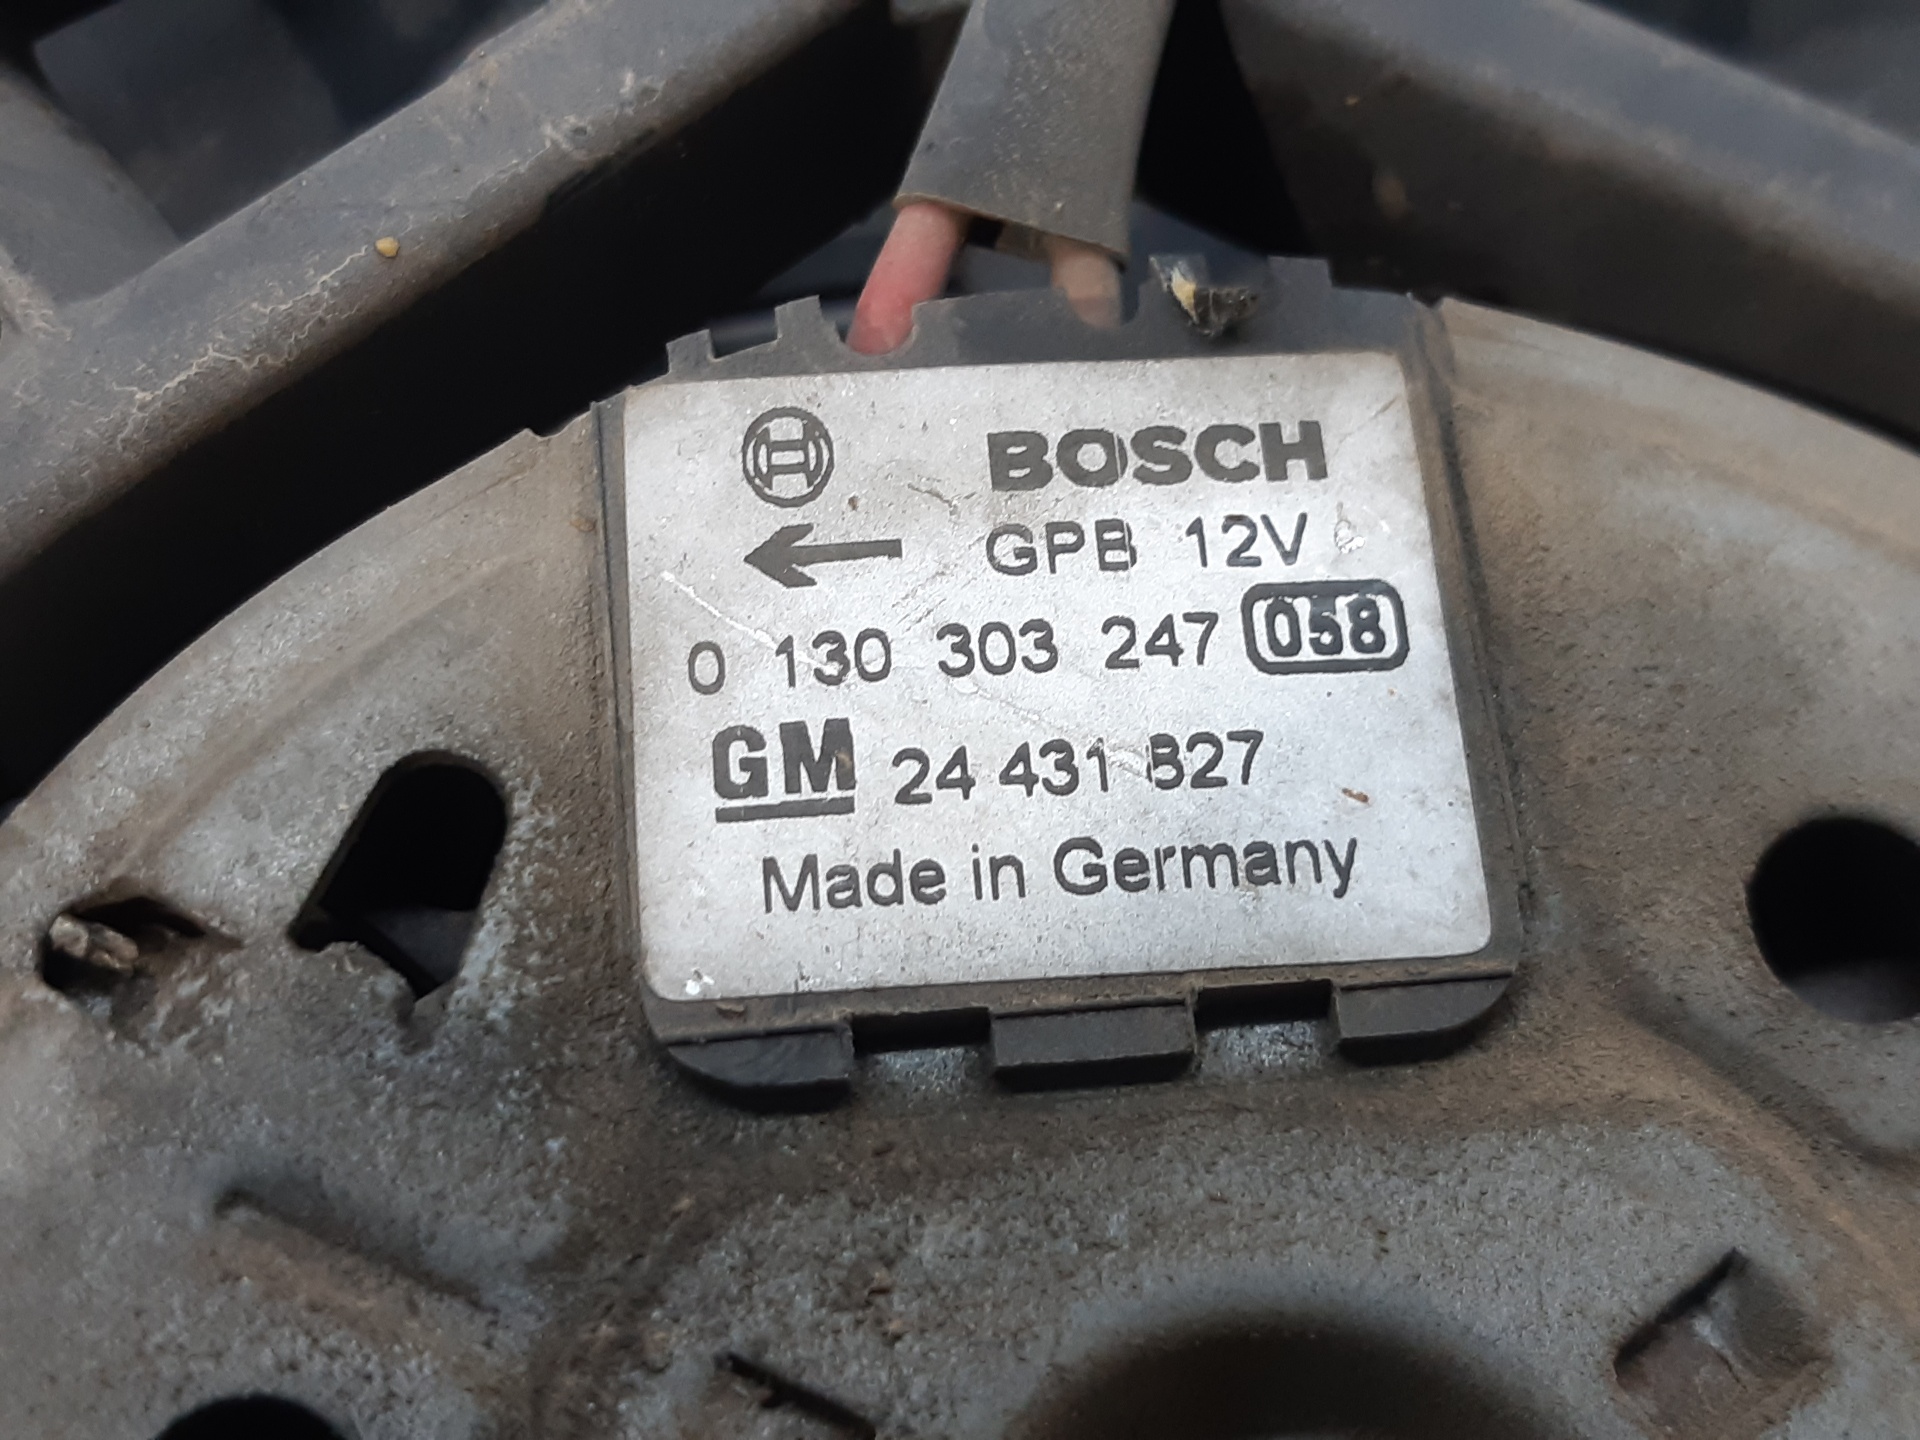 BOSCH
GPB 12V
0 130 303 247 058
GM 24 431 827
Made in Germany